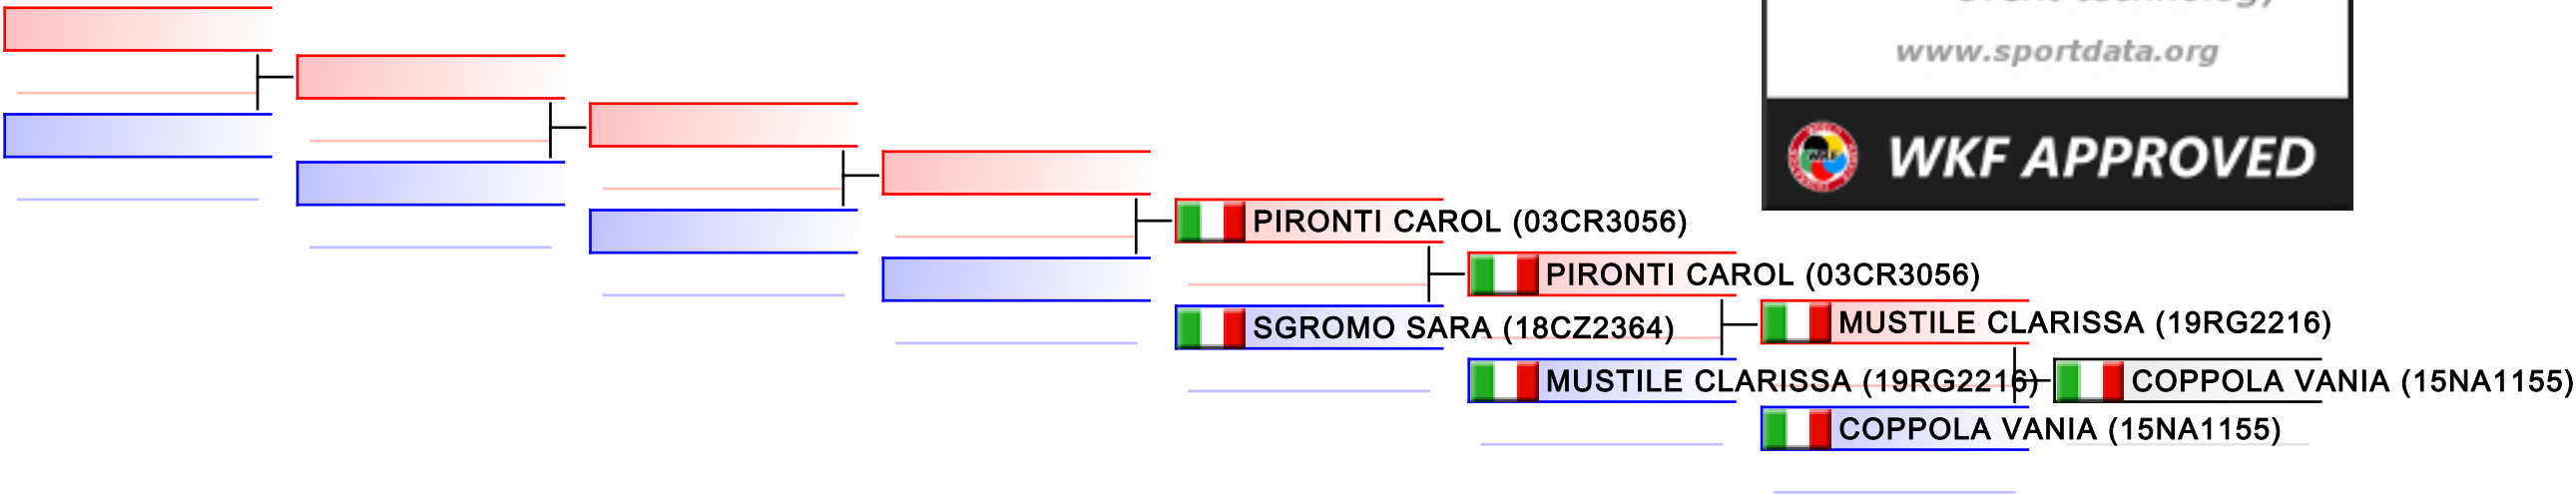 www.sportdata.org
WKF APPROVED
PIRONTI CAROL (03CR3056)
PIRONTI CAROL (03CR3056)
SGROMO SARA (18CZ2364)
MUSTILE CLARISSA (19RG2216)
MUSTILE CLARISSA (19RG2216)
COPPOLA VANIA (15NA1155)
COPPOLA VANIA (15NA1155)